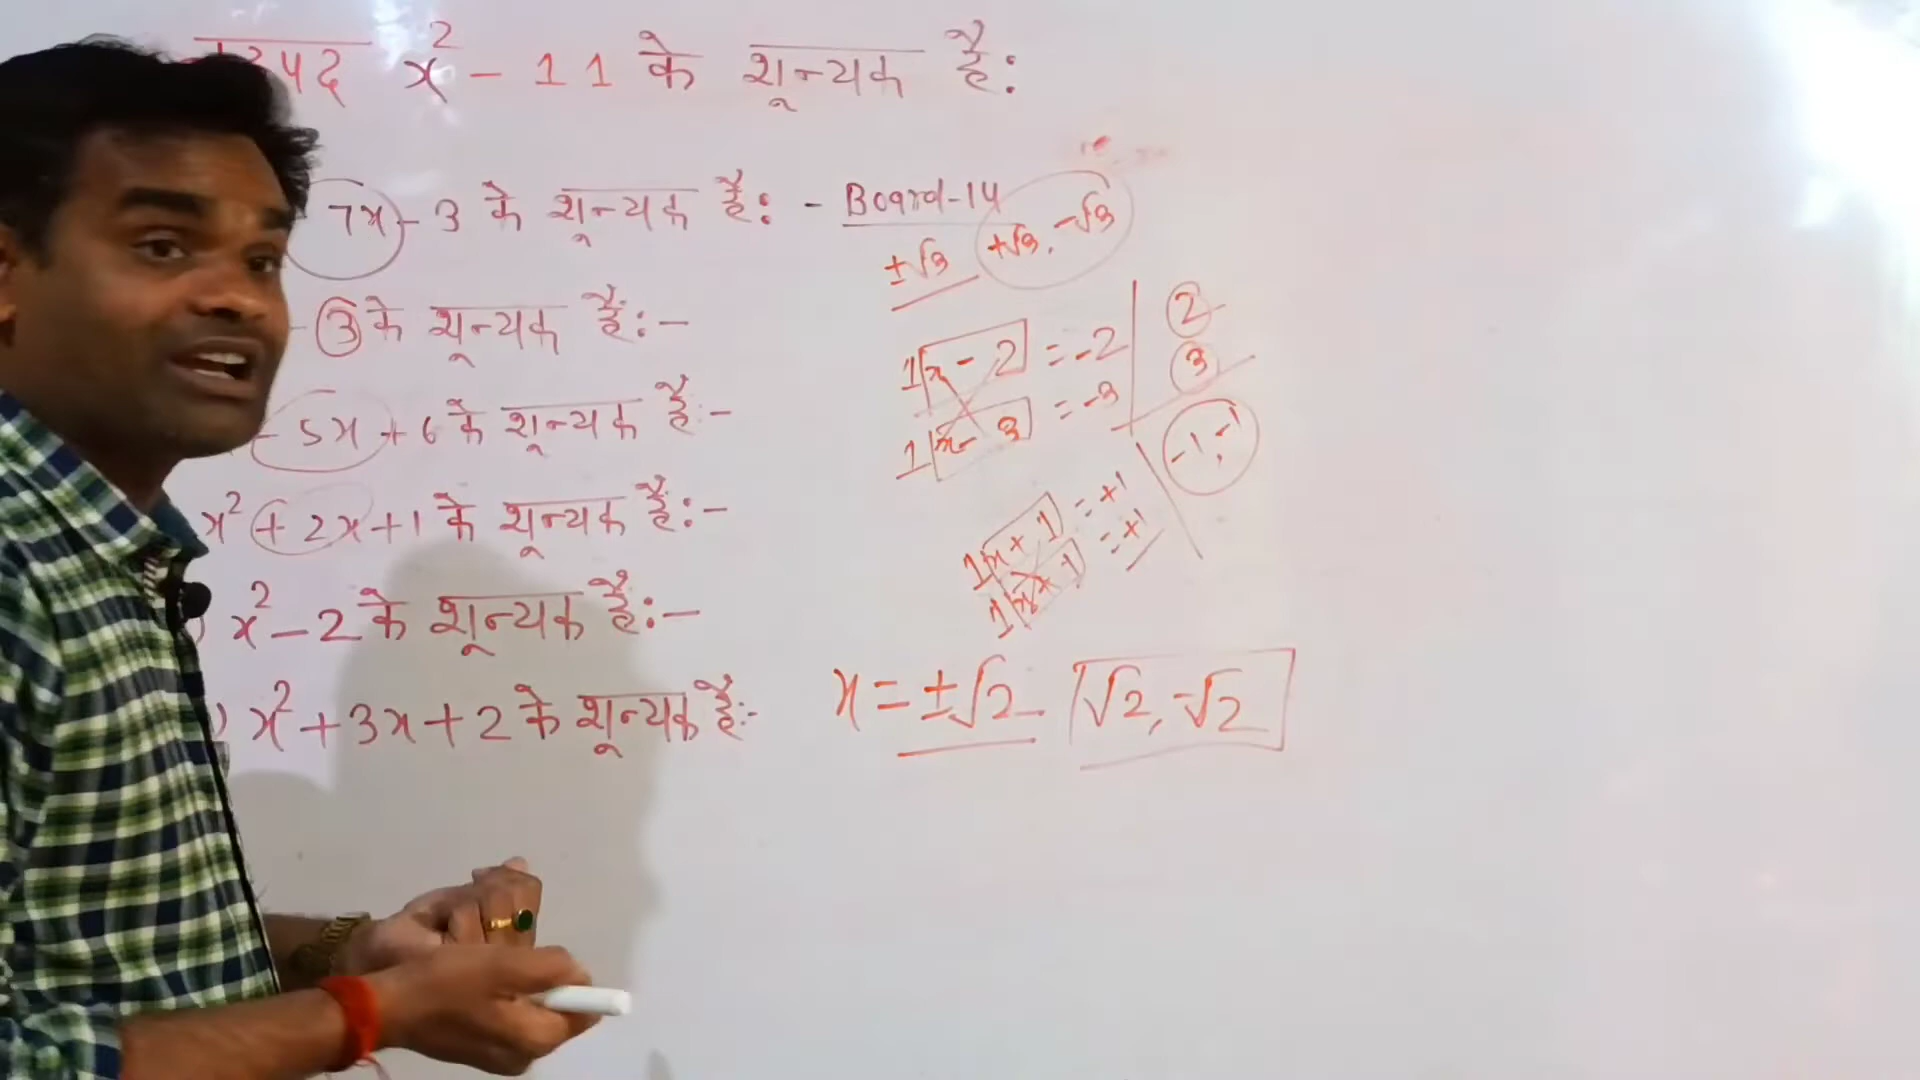 x² - 11 के शून्यक है:
7x - 3 के शून्यक है: - Board-14
±√3 +√3, -√3
3 के शून्यक है:-
1x - 2 = -2 2
1x - 3 = -3 3
- 5x + 6 के शून्यक है:-
-1, -1
x² + 2x + 1 के शून्यक है:-
1x + 1 = +1
1x + 1 = +1
x² - 2 के शून्यक है:-
x² + 3x + 2 के शून्यक है:-
x = ±√2 √2, -√2